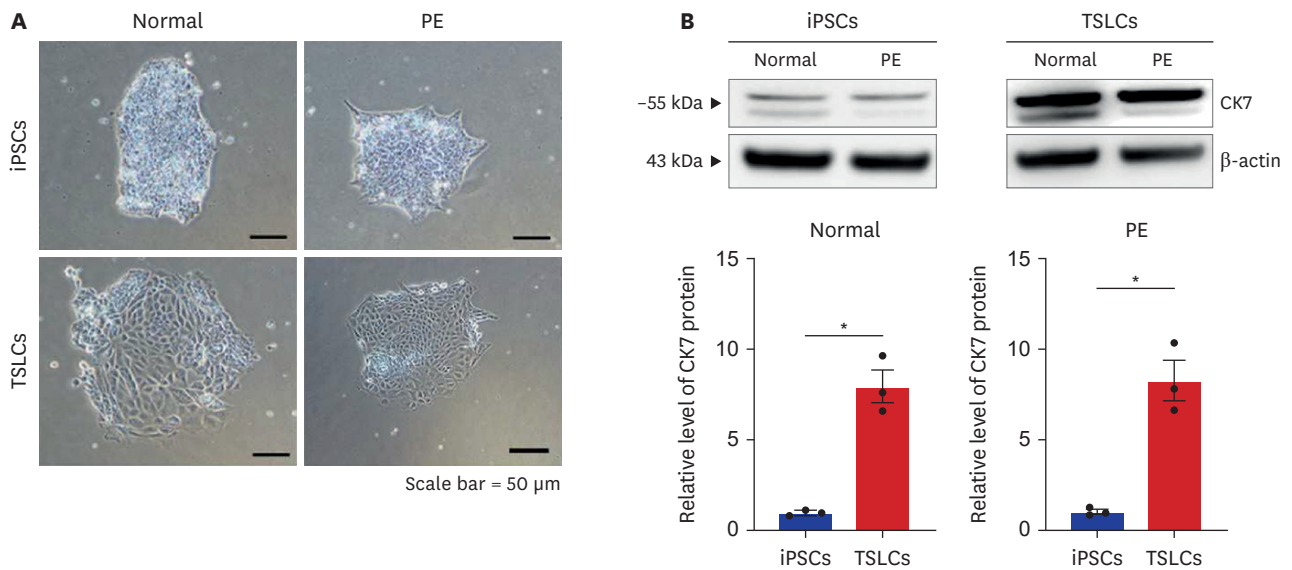 A
Normal
PE
iPSCs
TSLCs
Scale bar = 50 μm
B
iPSCs
TSLCs
Normal
PE
Normal
PE
−55 kDa
CK7
43 kDa
β-actin
Normal
Relative level of CK7 protein
15
10
5
0
*
iPSCs
TSLCs
PE
Relative level of CK7 protein
15
10
5
0
*
iPSCs
TSLCs